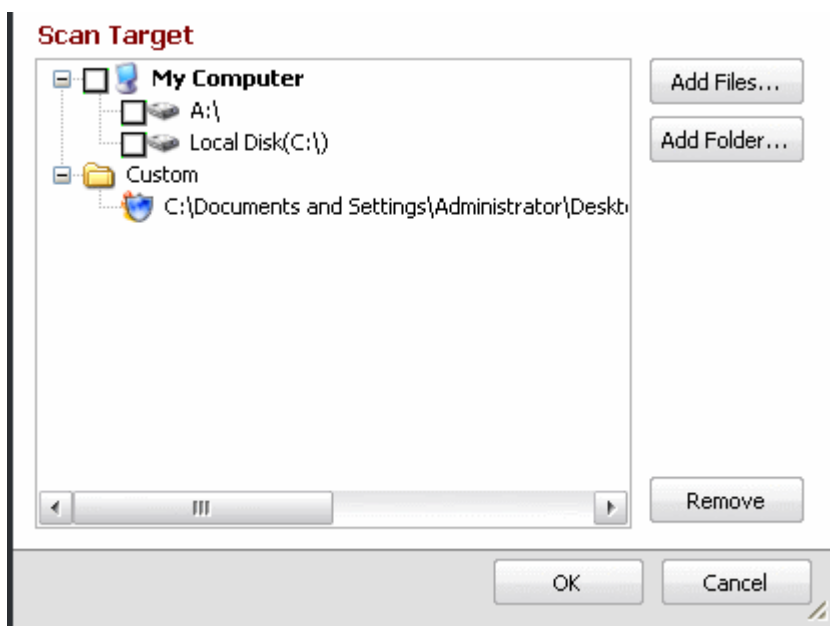 Scan Target
My Computer
A:\
Local Disk(C:\)
Custom
C:\Documents and Settings\Administrator\Deskt
Add Files...
Add Folder...
Remove
OK
Cancel